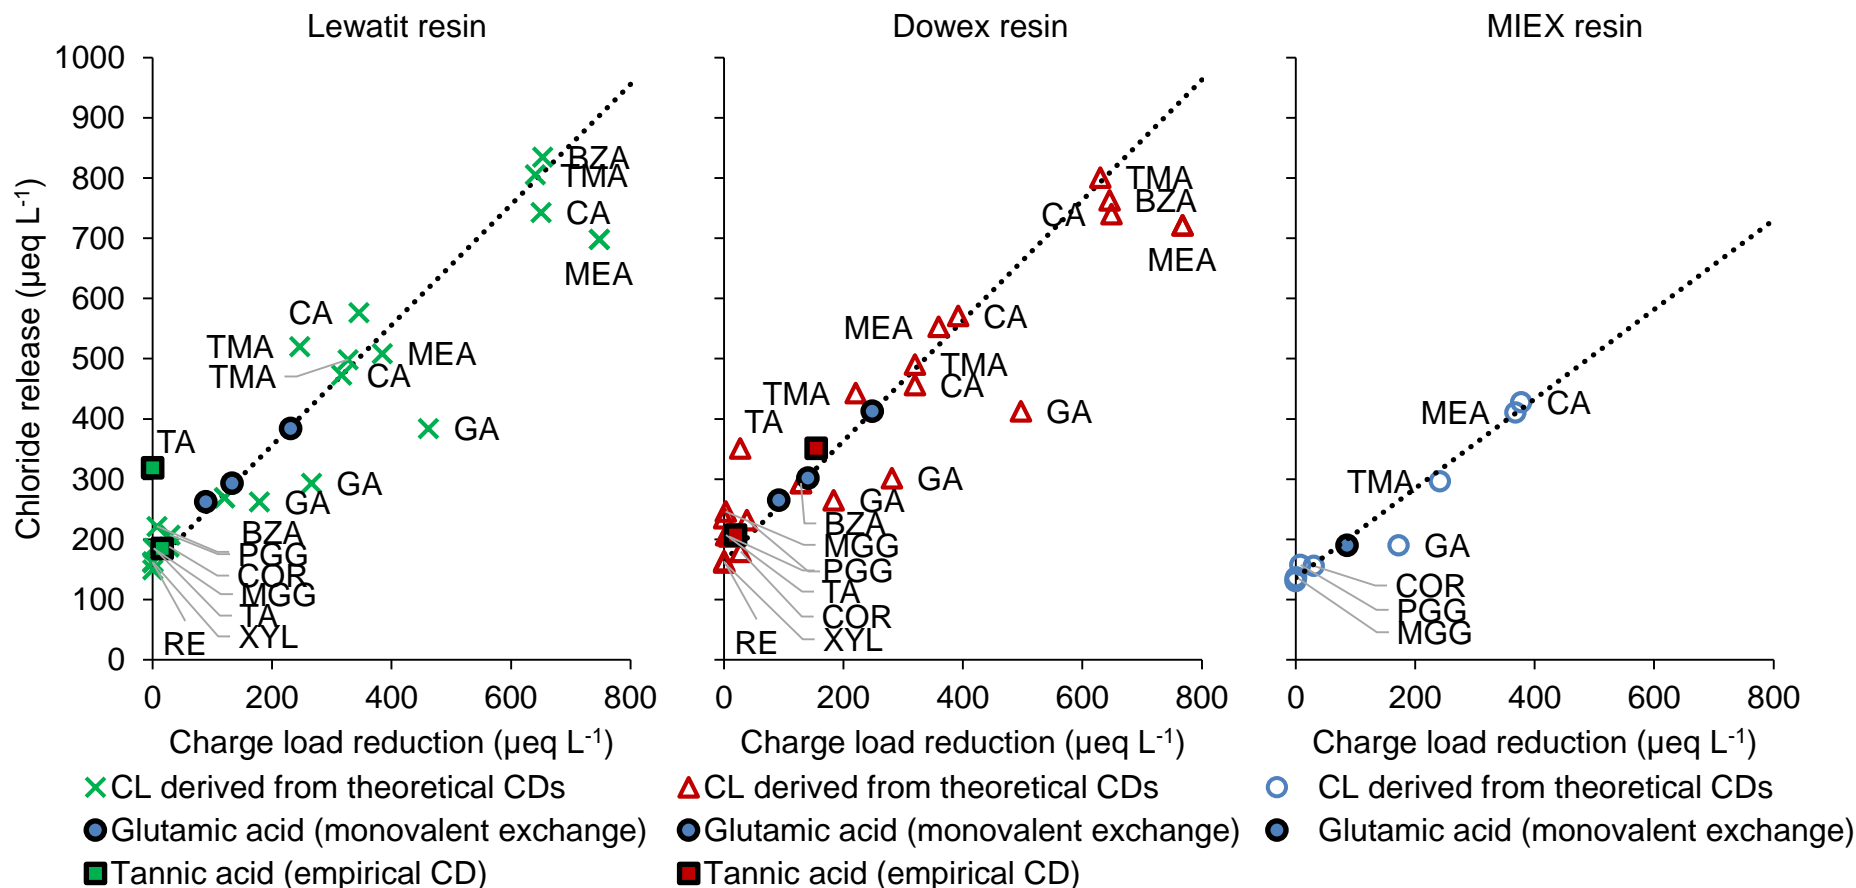 Lewatit resin
Dowex resin
MIEX resin
Chloride release (µeq L-1)
1000
900
800
700
600
500
400
300
200
100
0
BZA
TMA
CA
MEA
CA
TMA
TMA
MEA
CA
GA
TA
GA
GA
BZA
PGG
COR
MGG
TA
XYL
RE
0 200 400 600 800
Charge load reduction (µeq L-1)
TMA
BZA
CA
MEA
MEA
CA
TMA
TMA
CA
GA
TA
GA
GA
BZA
MGG
PGG
TA
COR
XYL
RE
0 200 400 600 800
Charge load reduction (µeq L-1)
MEA
CA
TMA
GA
COR
PGG
MGG
0 200 400 600 800
Charge load reduction (µeq L-1)
CL derived from theoretical CDs
Glutamic acid (monovalent exchange)
Tannic acid (empirical CD)
CL derived from theoretical CDs
Glutamic acid (monovalent exchange)
Tannic acid (empirical CD)
CL derived from theoretical CDs
Glutamic acid (monovalent exchange)